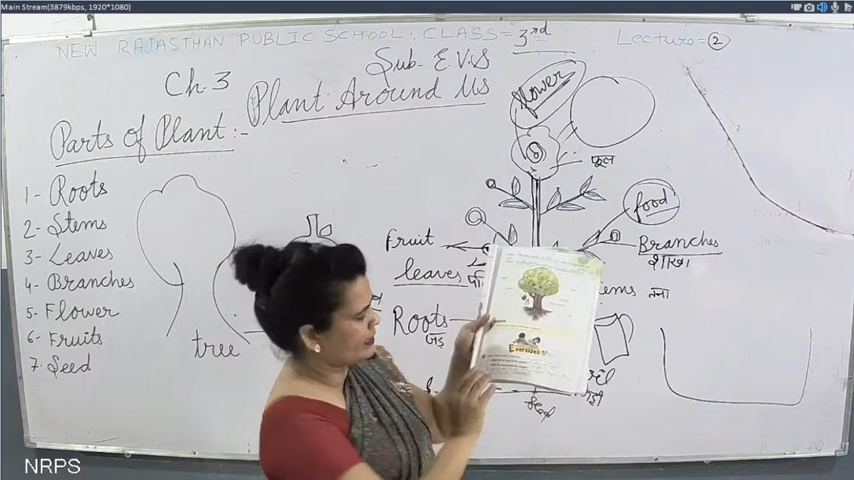 Main Stream(3879kbps, 1920*1080)
NEW RAJASTHAN PUBLIC SCHOOL: CLASS = 3rd
Lecture = 2
Sub- E.V.S
Ch. 3
Plant Around Us
Parts of Plant:-
1- Roots
2- Stems
3- Leaves
4- Branches
5- Flower
6- Fruits
7- Seed
tree
flower
फूल
food
Fruit
Branches
शाखा
leaves
Roots
जड़
तना
Exercises
NRPS